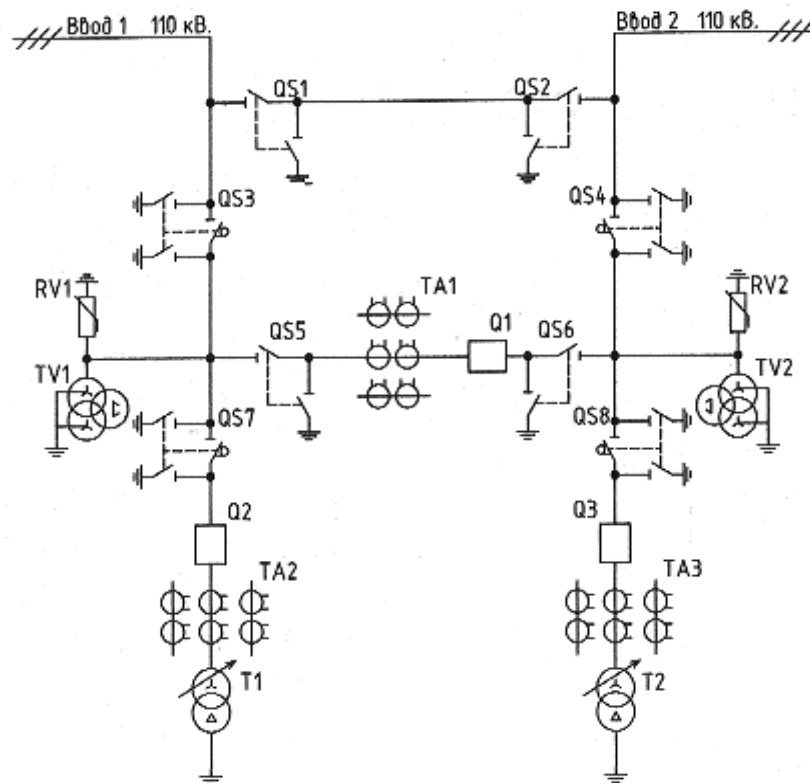 Ввод 1 110 кВ.
Ввод 2 110 кВ.
QS1
QS2
QS3
QS4
RV1
TA1
RV2
QS5
Q1
QS6
TV1
TV2
QS7
QS8
Q2
Q3
TA2
TA3
T1
T2